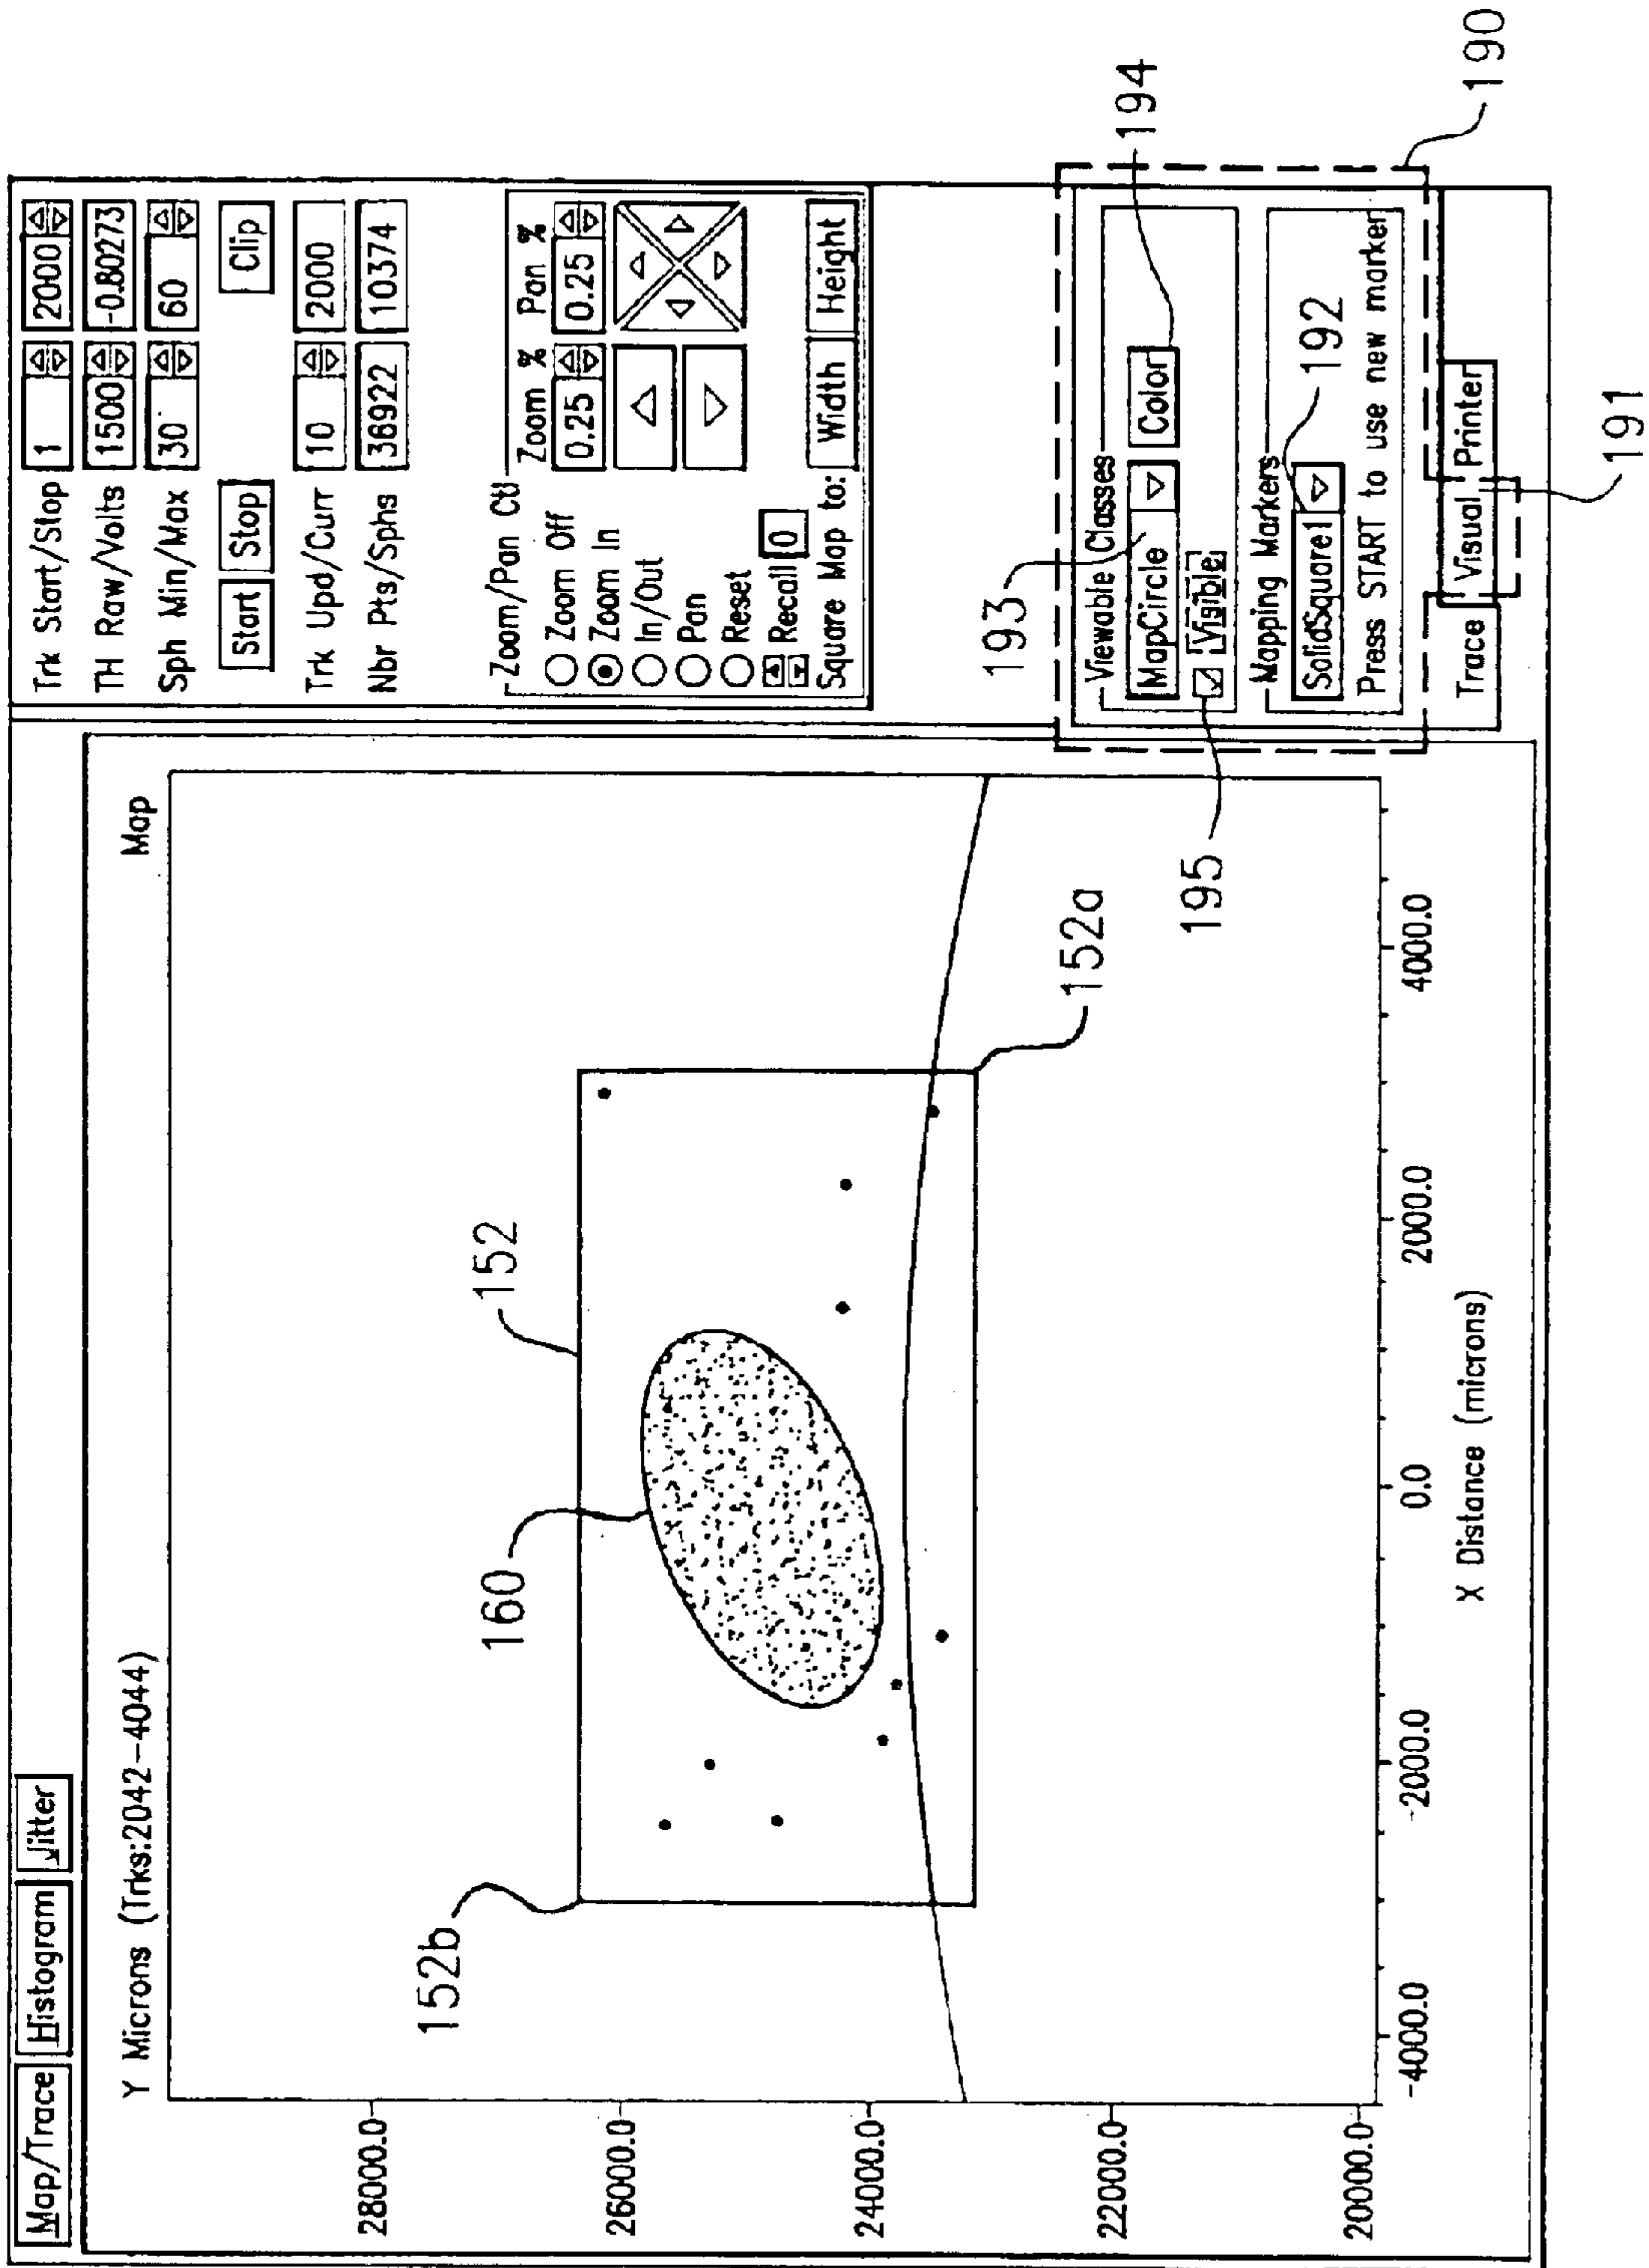 Map/Trace Histogram Jitter
Y Microns (Trks:2042-4044) Map
28000.0
26000.0
24000.0
22000.0
20000.0
-4000.0 -2000.0 0.0 2000.0 4000.0
X Distance (microns)
152b
160
152
152a
Trk Start/Stop 1 2000
TH Raw/Volts 1500 -0.80273
Sph Min/Max 30 60
Start Stop Clip
Trk Upd/Curr 10 2000
Nbr Pts/Sphs 36922 10374
Zoom/Pan Ctl
Zoom % Pan %
0.25 0.25
Zoom Off
Zoom In
In/Out
Pan
Reset
Recall 0
Square Map to: Width Height
193
Viewable Classes
MapCircle Color
194
Visible
195
Mapping Markers
192
SolidSquare1
Press START to use new marker
190
Trace Visual Printer
191